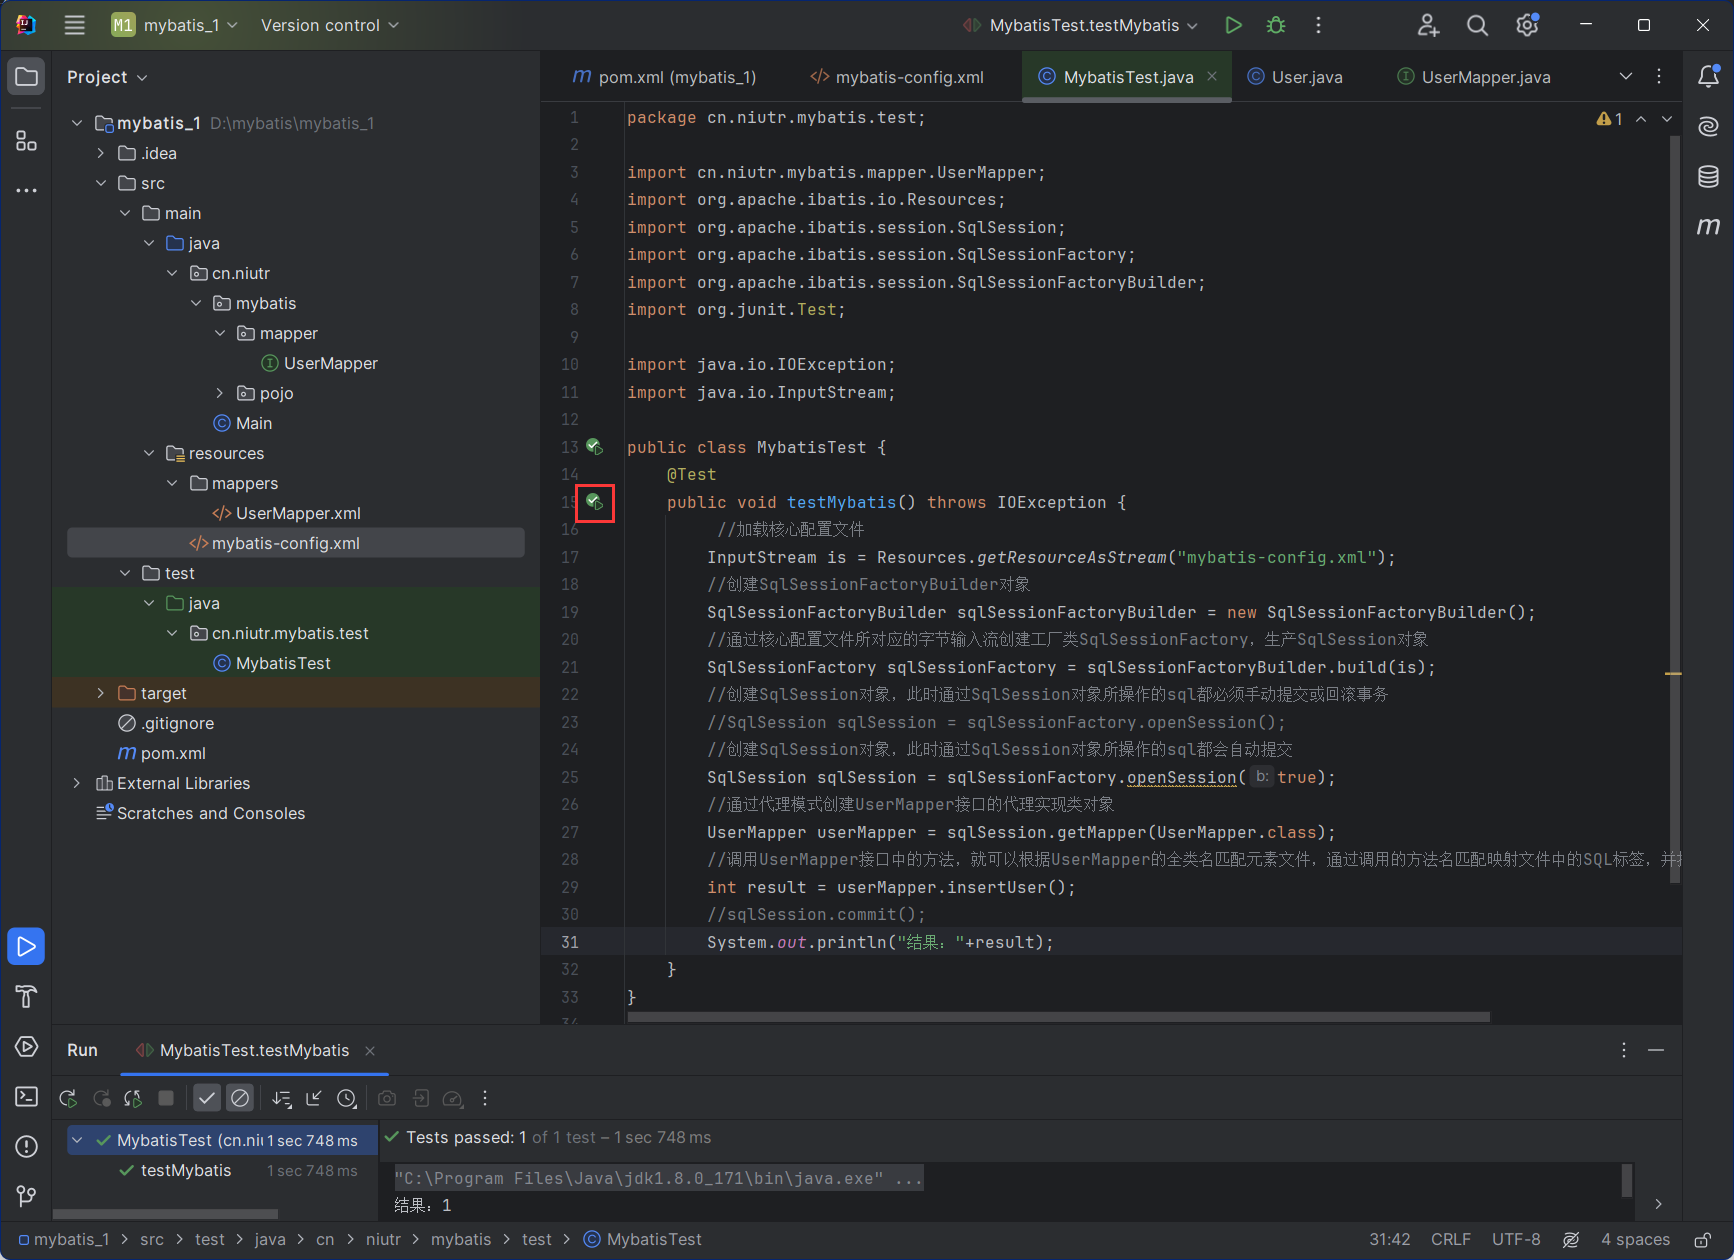 M1 mybatis_1 Version control MybatisTest.testMybatis
Project
mybatis_1 D:\mybatis\mybatis_1
.idea
src
main
java
cn.niutr
mybatis
mapper
UserMapper
pojo
Main
resources
mappers
UserMapper.xml
mybatis-config.xml
test
java
cn.niutr.mybatis.test
MybatisTest
target
.gitignore
pom.xml
External Libraries
Scratches and Consoles
pom.xml (mybatis_1) mybatis-config.xml MybatisTest.java User.java UserMapper.java
1 package cn.niutr.mybatis.test;
1
2
3 import cn.niutr.mybatis.mapper.UserMapper;
4 import org.apache.ibatis.io.Resources;
5 import org.apache.ibatis.session.SqlSession;
6 import org.apache.ibatis.session.SqlSessionFactory;
7 import org.apache.ibatis.session.SqlSessionFactoryBuilder;
8 import org.junit.Test;
9
10 import java.io.IOException;
11 import java.io.InputStream;
12
13 public class MybatisTest {
14 @Test
15 public void testMybatis() throws IOException {
16 //加载核心配置文件
17 InputStream is = Resources.getResourceAsStream("mybatis-config.xml");
18 //创建SqlSessionFactoryBuilder对象
19 SqlSessionFactoryBuilder sqlSessionFactoryBuilder = new SqlSessionFactoryBuilder();
20 //通过核心配置文件所对应的字节输入流创建工厂类SqlSessionFactory，生产SqlSession对象
21 SqlSessionFactory sqlSessionFactory = sqlSessionFactoryBuilder.build(is);
22 //创建SqlSession对象，此时通过SqlSession对象所操作的sql都必须手动提交或回滚事务
23 //SqlSession sqlSession = sqlSessionFactory.openSession();
24 //创建SqlSession对象，此时通过SqlSession对象所操作的sql都会自动提交
25 SqlSession sqlSession = sqlSessionFactory.openSession( b: true);
26 //通过代理模式创建UserMapper接口的代理实现类对象
27 UserMapper userMapper = sqlSession.getMapper(UserMapper.class);
28 //调用UserMapper接口中的方法，就可以根据UserMapper的全类名匹配元素文件，通过调用的方法名匹配映射文件中的SQL标签，并
29 int result = userMapper.insertUser();
30 //sqlSession.commit();
31 System.out.println("结果："+result);
32 }
33 }
34
Run MybatisTest.testMybatis
MybatisTest (cn.niu 1 sec 748 ms
testMybatis 1 sec 748 ms
Tests passed: 1 of 1 test – 1 sec 748 ms
"C:\Program Files\Java\jdk1.8.0_171\bin\java.exe" ...
结果：1
mybatis_1 > src > test > java > cn > niutr > mybatis > test > MybatisTest
31:42 CRLF UTF-8 4 spaces